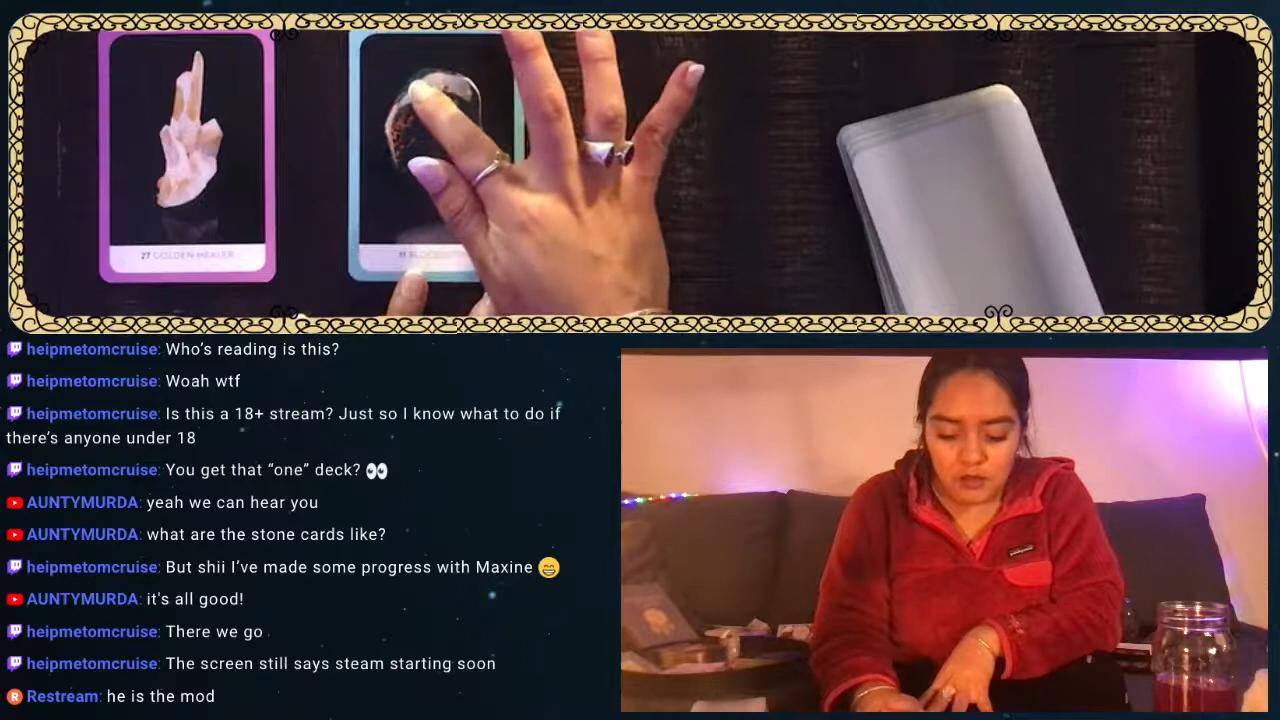 27 GOLDEN HEALER
11
heipmetomcruise: Who's reading is this?
heipmetomcruise: Woah wtf
heipmetomcruise: Is this a 18+ stream? Just so I know what to do if
there's anyone under 18
heipmetomcruise: You get that “one” deck? 👀
AUNTYMURDA: yeah we can hear you
AUNTYMURDA: what are the stone cards like?
heipmetomcruise: But shii I've made some progress with Maxine 😁
AUNTYMURDA: it's all good!
heipmetomcruise: There we go
heipmetomcruise: The screen still says steam starting soon
R Restream: he is the mod